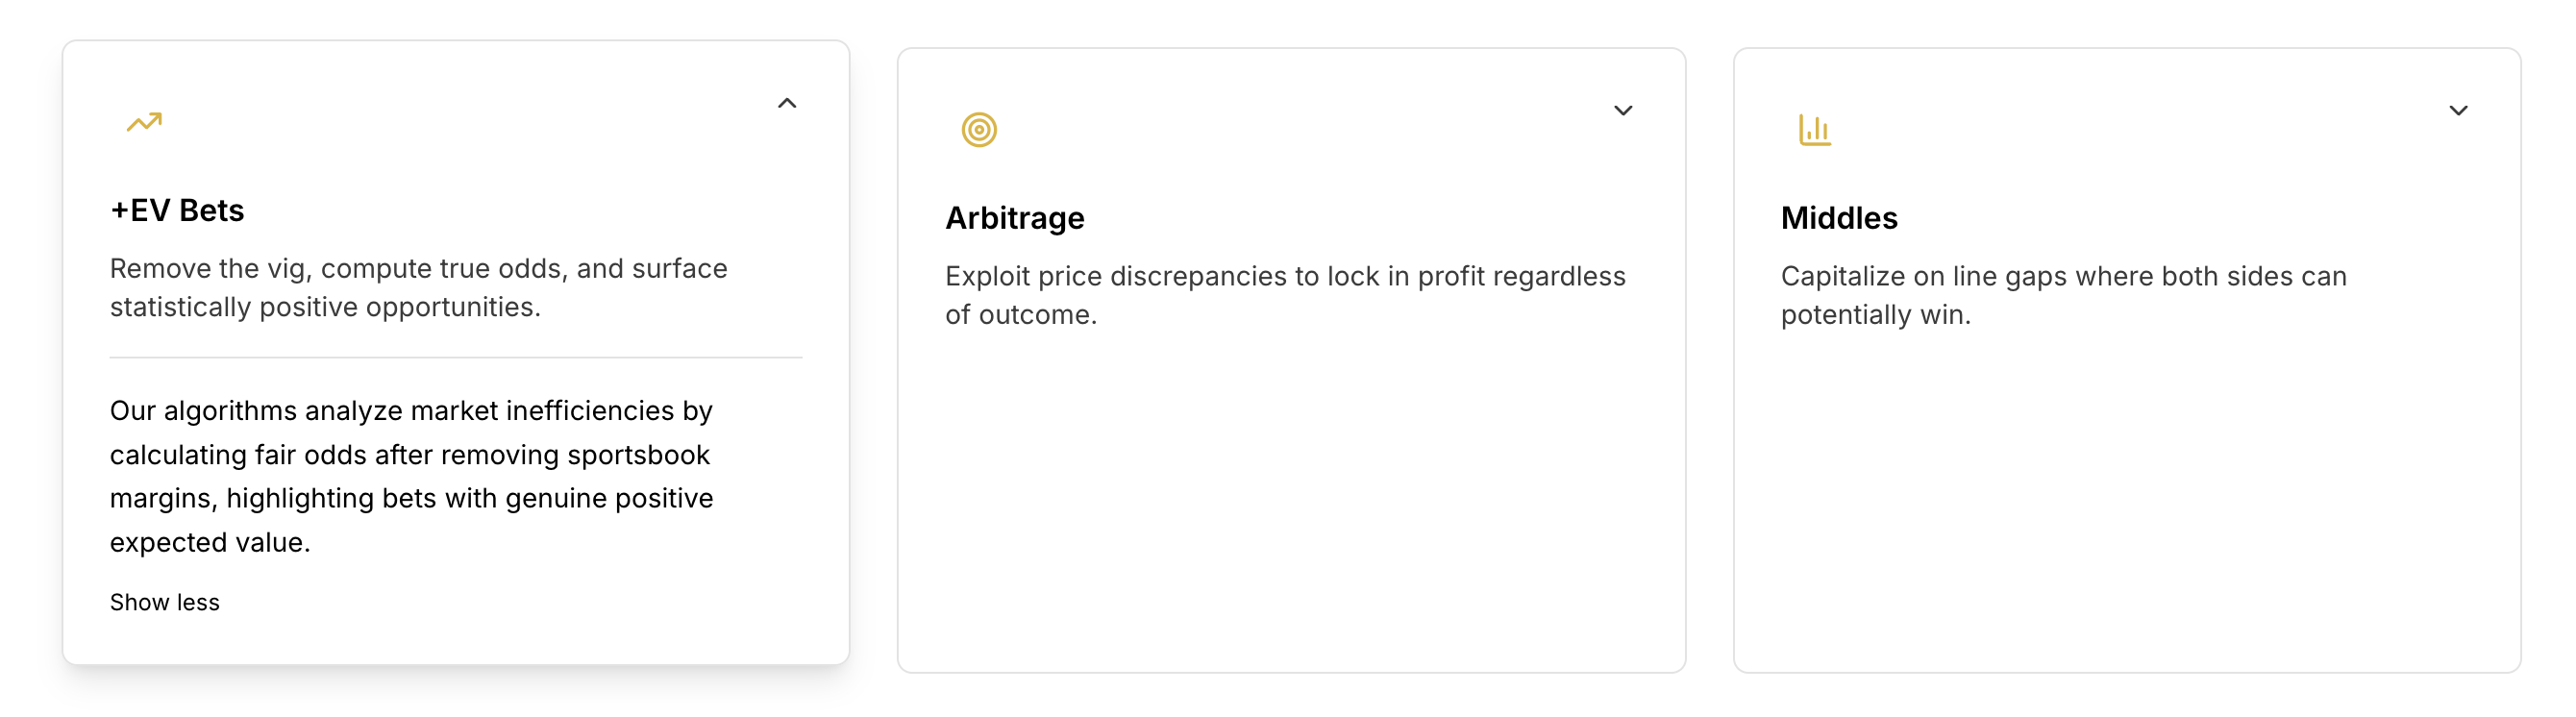 +EV Bets
Remove the vig, compute true odds, and surface
statistically positive opportunities.
Our algorithms analyze market inefficiencies by
calculating fair odds after removing sportsbook
margins, highlighting bets with genuine positive
expected value.
Show less
Arbitrage
Exploit price discrepancies to lock in profit regardless
of outcome.
Middles
Capitalize on line gaps where both sides can
potentially win.